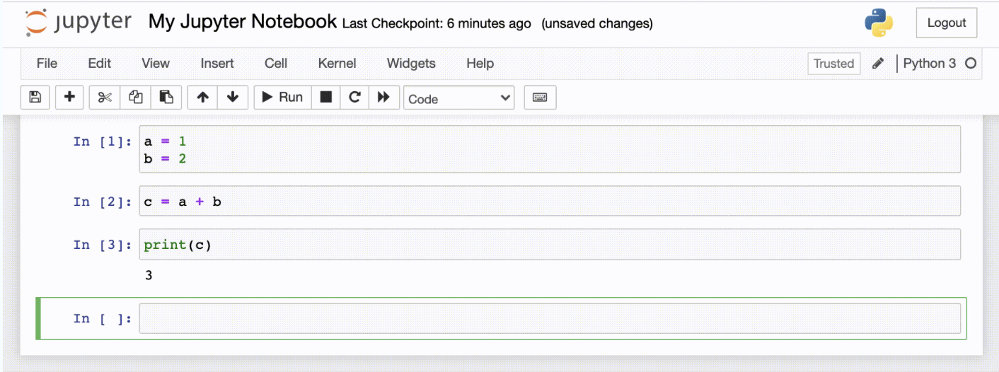 jupyter My Jupyter Notebook Last Checkpoint: 6 minutes ago (unsaved changes) Logout
File Edit View Insert Cell Kernel Widgets Help Trusted Python 3
Run Code
In [1]: a = 1
b = 2
In [2]: c = a + b
In [3]: print(c)
3
In [ ]: